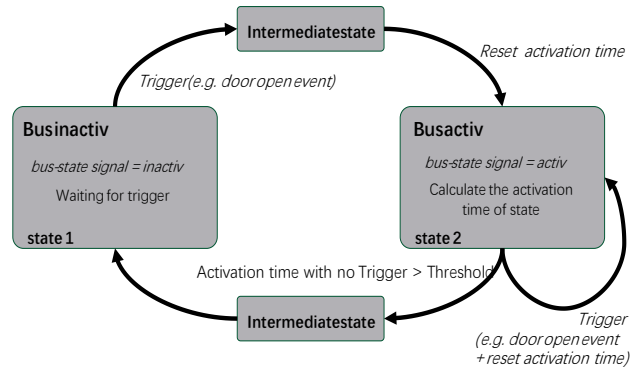 Intermediatestate
Reset activation time
Trigger(e.g. dooropenevent)
Businactiv
bus-state signal = inactiv
Waiting for trigger
state 1
Busactiv
bus-state signal = activ
Calculate the activation
time of state
state 2
Activation time with no Trigger > Threshold
Intermediatestate
Trigger
(e.g. dooropenevent
+reset activation time)